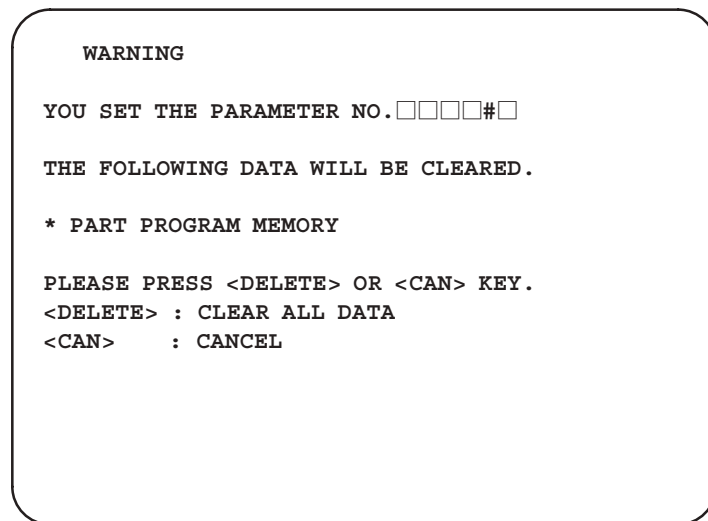 WARNING
YOU SET THE PARAMETER NO.□□□□#□
THE FOLLOWING DATA WILL BE CLEARED.
* PART PROGRAM MEMORY
PLEASE PRESS <DELETE> OR <CAN> KEY.
<DELETE> : CLEAR ALL DATA
<CAN> : CANCEL